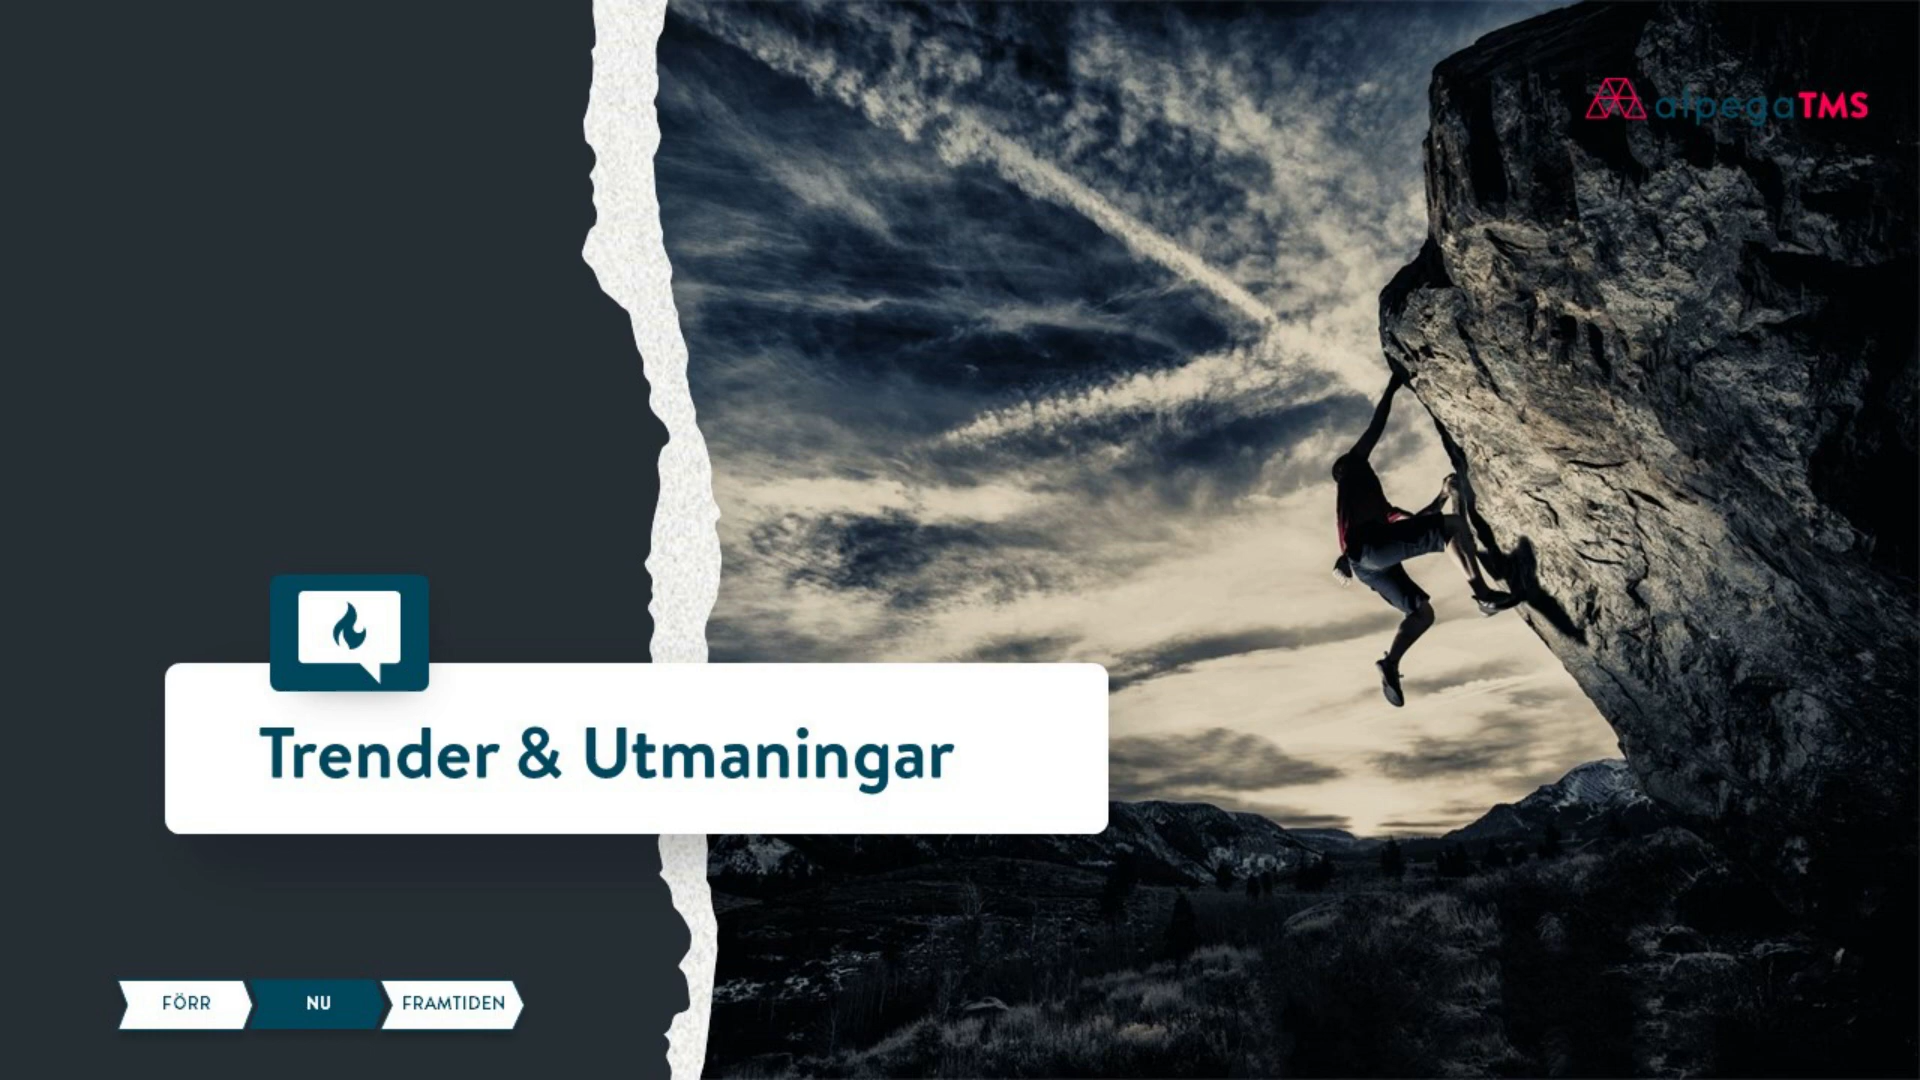 alpegaTMS
Trender & Utmaningar
FÖRR
NU
FRAMTIDEN